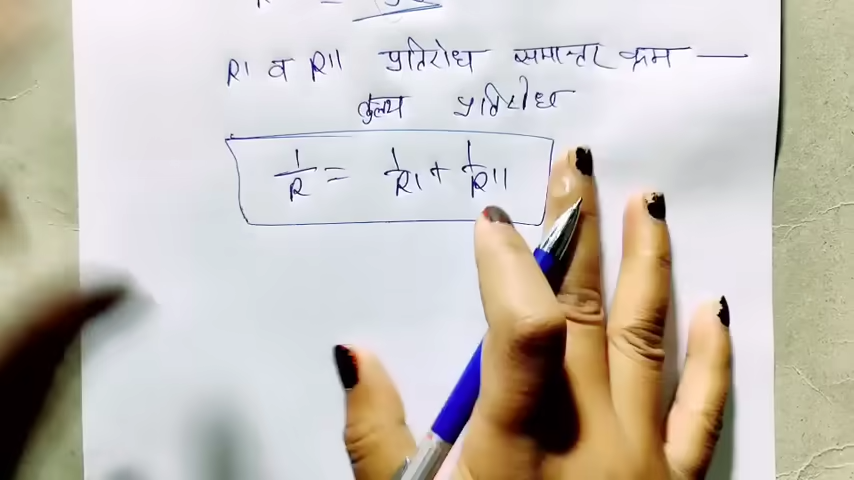 R' व R'' प्रतिरोध समान्तर क्रम —
तुल्य प्रतिरोध
1/R = 1/R' + 1/R''